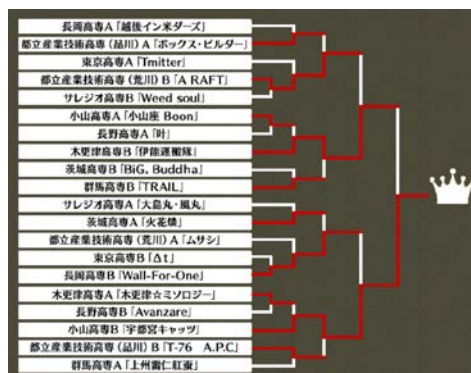 長岡高専A「越後イン米ダーズ」
都立産業技術高専（品川）A「ボックス・ビルダー」
東京高専A「Tmitter」
都立産業技術高専（荒川）B「A RAFT」
サレジオ高専B「Weed soul」
小山高専A「小山座 Boon」
長野高専A「叶」
木更津高専B「伊能運搬隊」
茨城高専B「BiG. Buddha」
群馬高専B「TRAIL」
サレジオ高専A「大島丸・風丸」
茨城高専A「火花燐」
都立産業技術高専（荒川）A「ムサシ」
東京高専B「Δt」
長岡高専B「Wall-For-One」
木更津高専A「木更津☆ミソロジー」
長野高専B「Avanzare」
小山高専B「宇都宮キャッツ」
都立産業技術高専（品川）B「T-76　A.P.C」
群馬高専A「上州雷仁紅蚕」